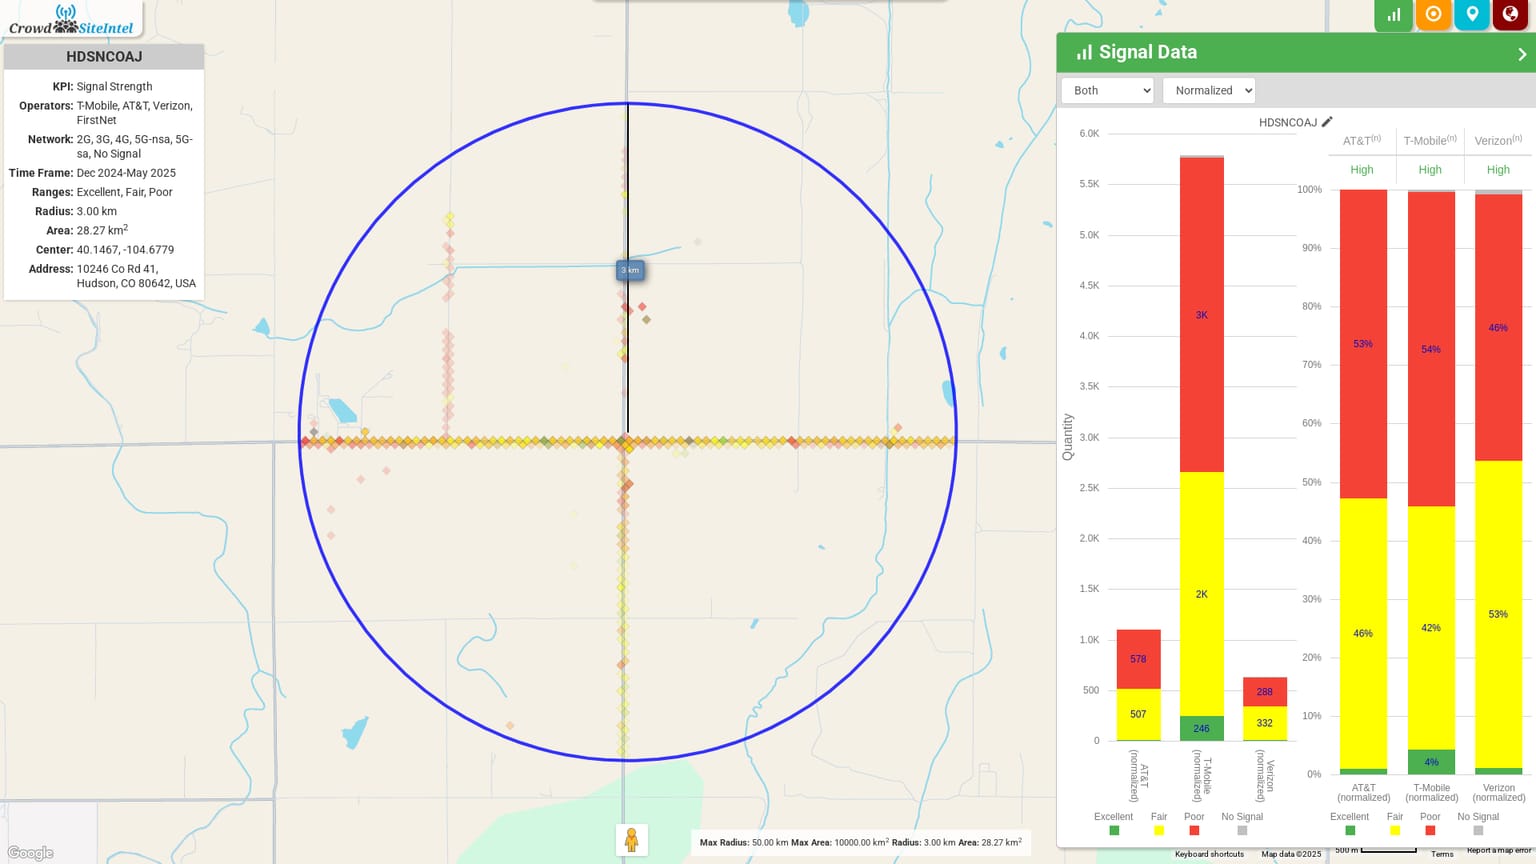 Crowd SiteIntel
HDSNCOAJ
KPI: Signal Strength
Operators: T-Mobile, AT&T, Verizon,
FirstNet
Network: 2G, 3G, 4G, 5G-nsa, 5G-
sa, No Signal
Time Frame: Dec 2024-May 2025
Ranges: Excellent, Fair, Poor
Radius: 3.00 km
Area: 28.27 km²
Center: 40.1467, -104.6779
Address: 10246 Co Rd 41,
Hudson, CO 80642, USA
3 km
Signal Data
Both
Normalized
HDSNCOAJ
6.0K
5.5K
5.0K
4.5K
4.0K
3.5K
3.0K
2.5K
2.0K
1.5K
1.0K
500
0
Quantity
578
507
3K
2K
246
288
332
AT&T
(normalized)
T-Mobile
(normalized)
Verizon
(normalized)
Excellent Fair Poor No Signal
AT&T(n) T-Mobile(n) Verizon(n)
High High High
100%
90%
80%
70%
60%
50%
40%
30%
20%
10%
0%
53%
46%
54%
42%
4%
46%
53%
AT&T
(normalized)
T-Mobile
(normalized)
Verizon
(normalized)
Excellent Fair Poor No Signal
Max Radius: 50.00 km Max Area: 10000.00 km² Radius: 3.00 km Area: 28.27 km²
Google
Keyboard shortcuts Map data ©2025 500 m Terms Report a map error